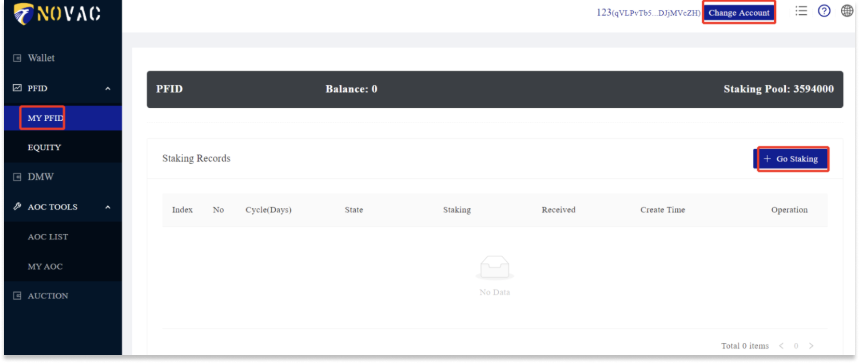 NOVAC
123(qVLPvTb5...DJjMVcZH) Change Account
Wallet
PFID
MY PFID
EQUITY
DMW
AOC TOOLS
AOC LIST
MY AOC
AUCTION
PFID Balance: 0 Staking Pool: 3594000
Staking Records + Go Staking
Index No Cycle(Days) State Staking Received Create Time Operation
No Data
Total 0 items < 0 >